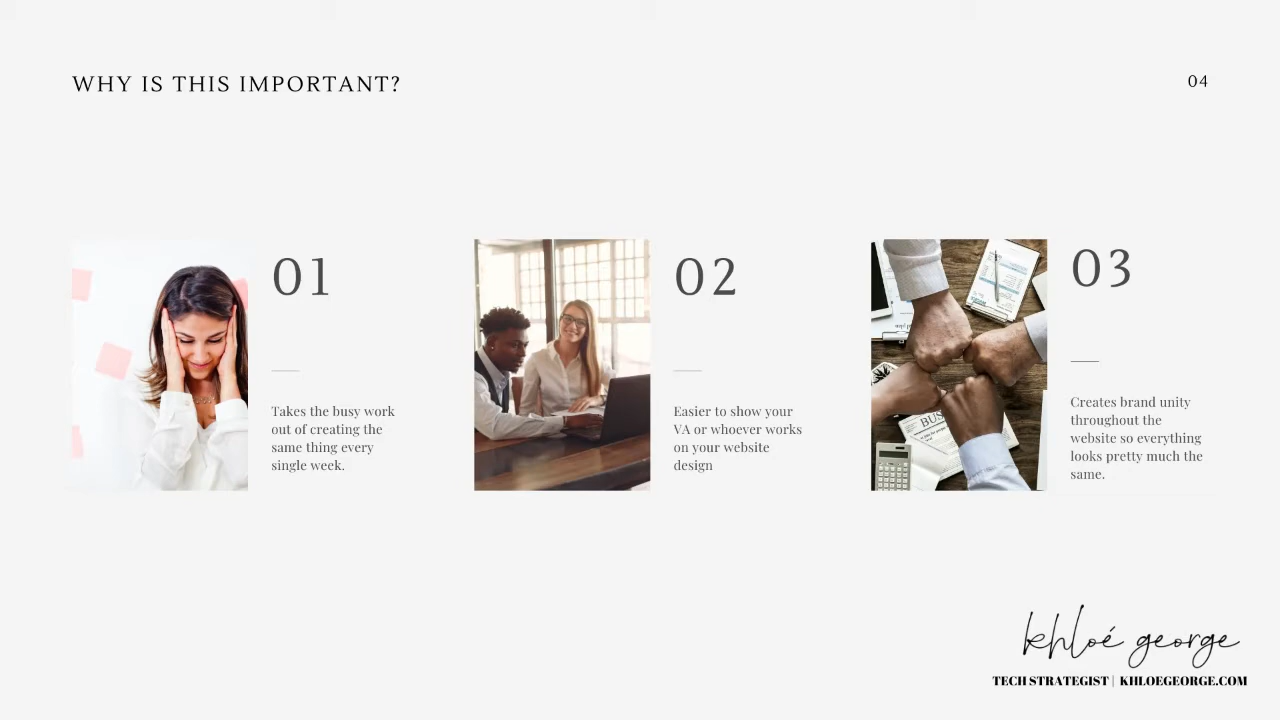 WHY IS THIS IMPORTANT?
04
01
Takes the busy work
out of creating the
same thing every
single week.
02
Easier to show your
VA or whoever works
on your website
design
03
Creates brand unity
throughout the
website so everything
looks pretty much the
same.
khloé george
TECH STRATEGIST | KHLOEGEORGE.COM